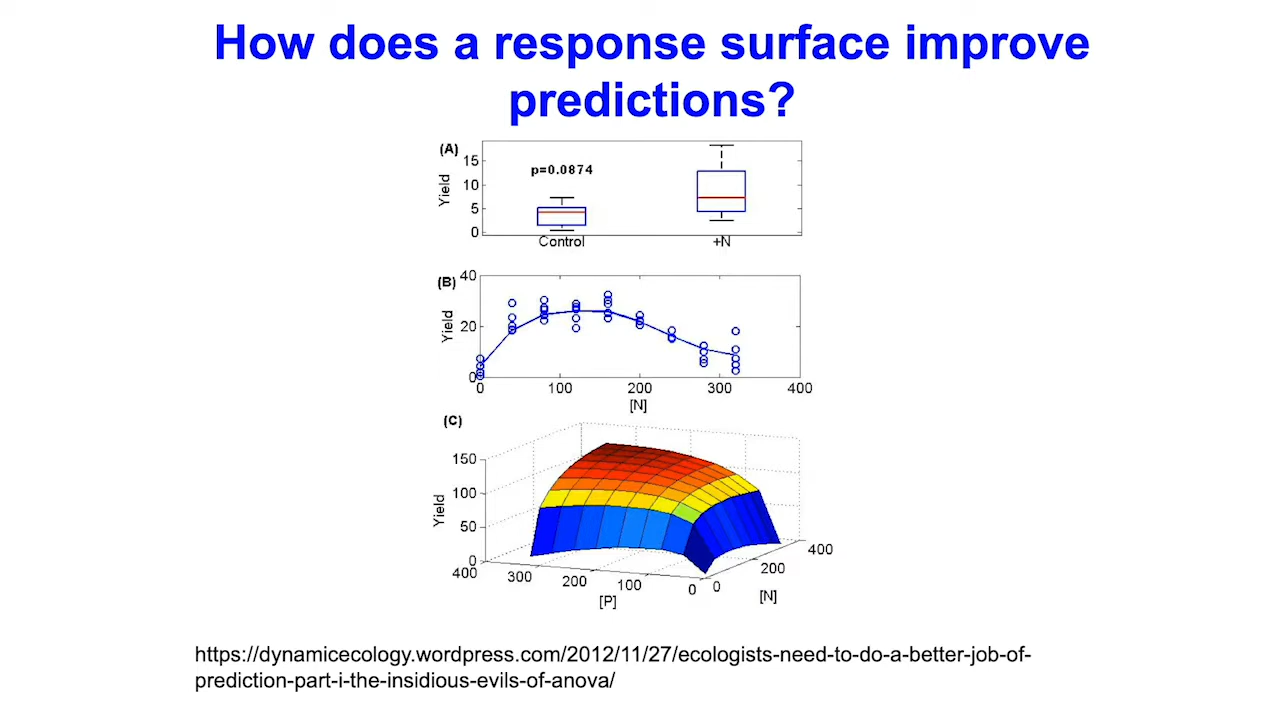 How does a response surface improve
predictions?
(A)
p=0.0874
Yield
15
10
5
0
Control
+N
(B)
Yield
40
20
0
0
100
200
300
400
[N]
(C)
Yield
150
100
50
0
400
300
200
100
0
[P]
0
200
400
[N]
https://dynamicecology.wordpress.com/2012/11/27/ecologists-need-to-do-a-better-job-of-
prediction-part-i-the-insidious-evils-of-anova/